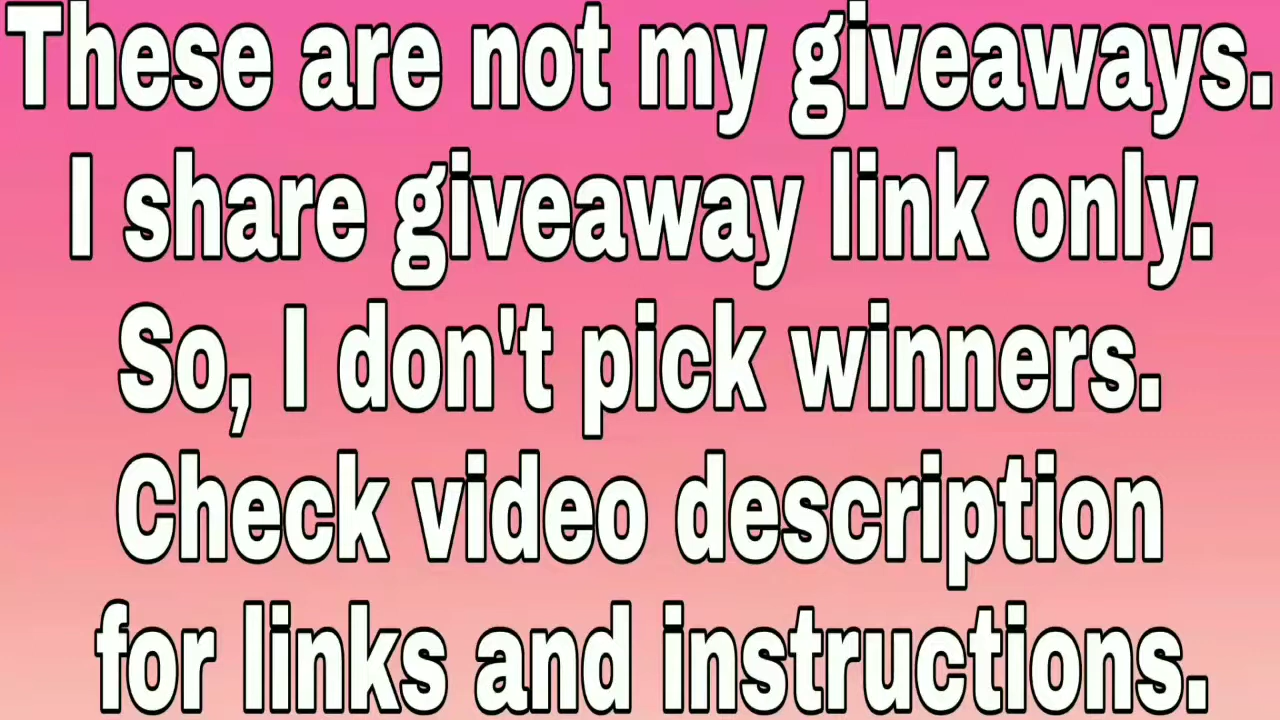 These are not my giveaways.
I share giveaway link only.
So, I don't pick winners.
Check video description
for links and instructions.